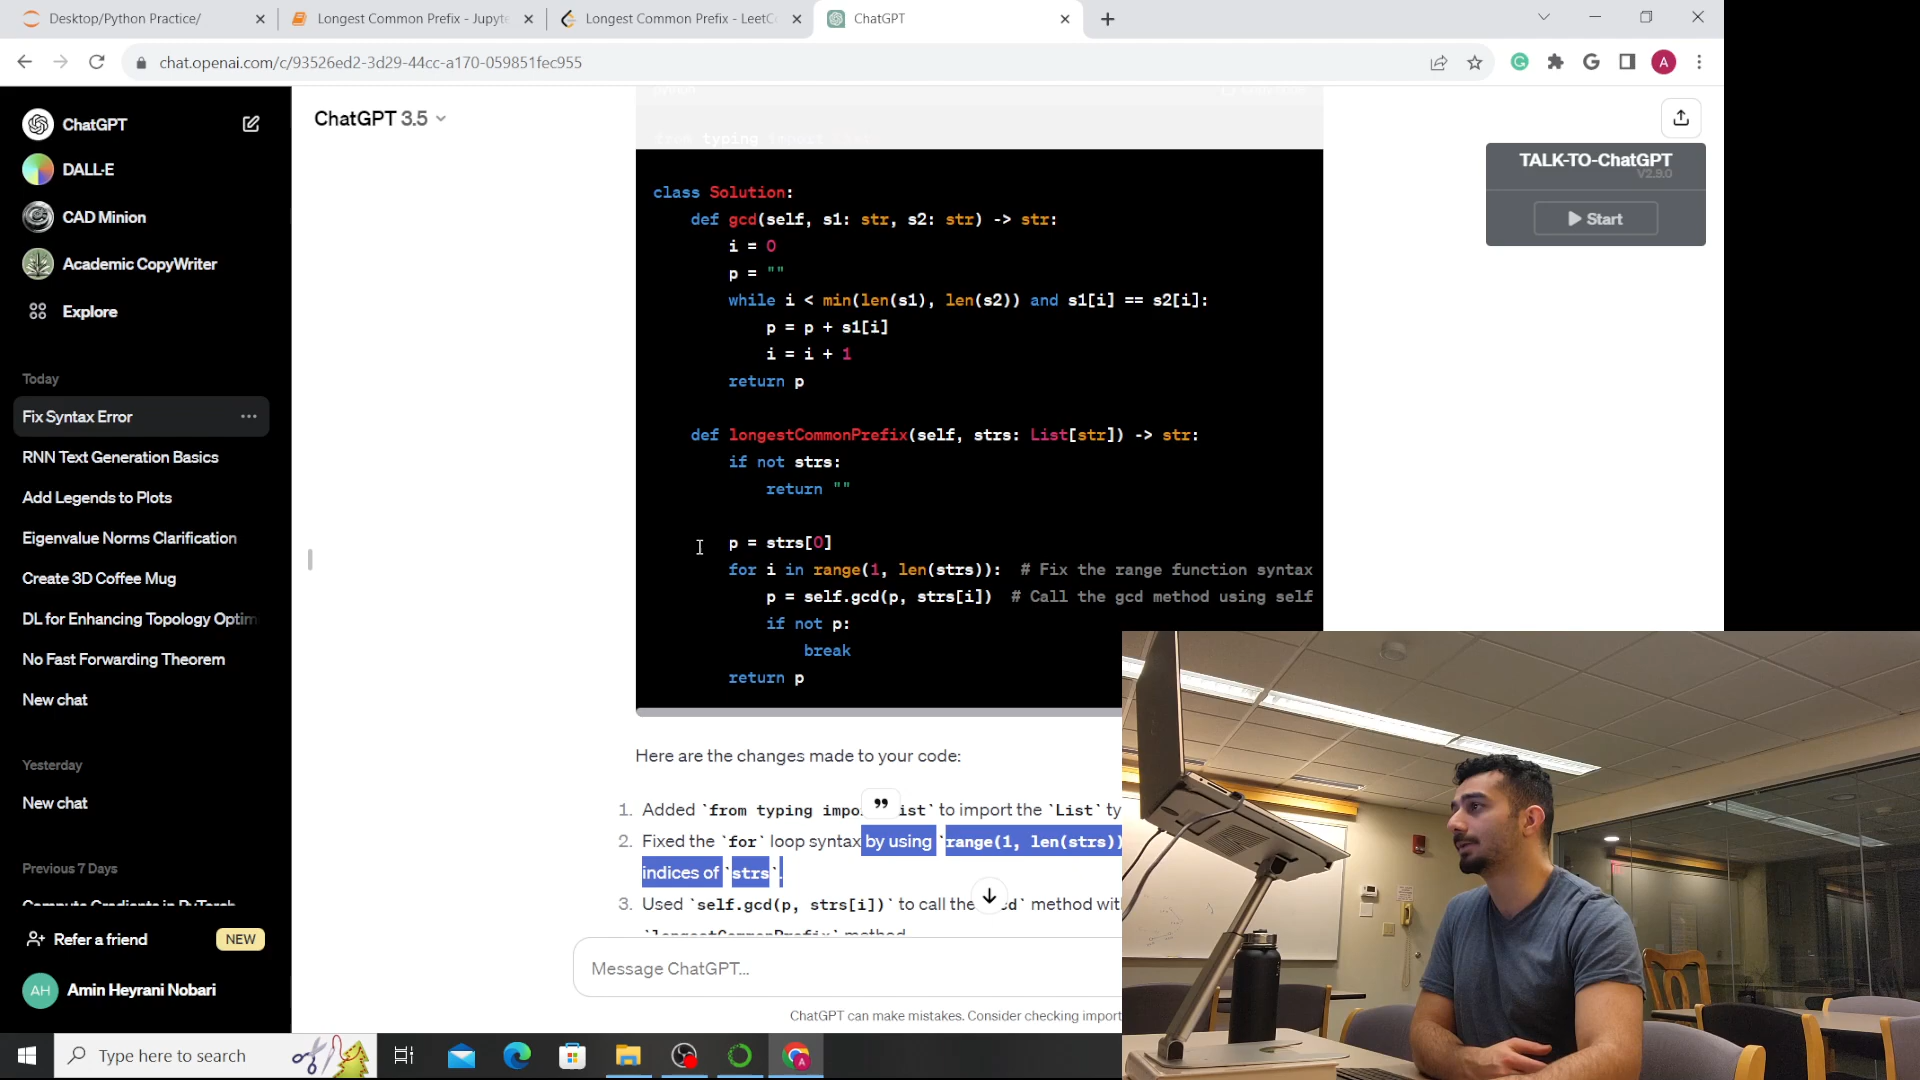 Desktop/Python Practice/
Longest Common Prefix - Jupyte
Longest Common Prefix - LeetC
ChatGPT
chat.openai.com/c/93526ed2-3d29-44cc-a170-059851fec955
A
ChatGPT
DALL·E
CAD Minion
Academic CopyWriter
Explore
Today
Fix Syntax Error
RNN Text Generation Basics
Add Legends to Plots
Eigenvalue Norms Clarification
Create 3D Coffee Mug
DL for Enhancing Topology Optim
No Fast Forwarding Theorem
New chat
Yesterday
New chat
Previous 7 Days
Compute Gradients in PyTorch
Refer a friend
NEW
AH
Amin Heyrani Nobari
ChatGPT 3.5
python
from typing import
class Solution:
def gcd(self, s1: str, s2: str) -> str:
i = 0
p = ""
while i < min(len(s1), len(s2)) and s1[i] == s2[i]:
p = p + s1[i]
i = i + 1
return p
def longestCommonPrefix(self, strs: List[str]) -> str:
if not strs:
return ""
p = strs[0]
for i in range(1, len(strs)):  # Fix the range function syntax
p = self.gcd(p, strs[i])  # Call the gcd method using self
if not p:
break
return p
Here are the changes made to your code:
1. Added `from typing impo ist` to import the `List` ty
2. Fixed the `for` loop syntax by using `range(1, len(strs))
indices of `strs`.
3. Used `self.gcd(p, strs[i])` to call the d` method wit
`longestCommonPrefix` method
Message ChatGPT...
ChatGPT can make mistakes. Consider checking import
TALK-TO-ChatGPT
V2.9.0
Start
Type here to search